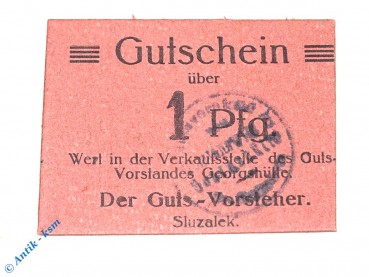 Gutschein
über
1 Pfg.
Wert in der Verkaufsstelle des Guts-
Vorstandes Georgshütte.
Der Guts-Vorsteher.
Sluzalek.
© Antik - ksm